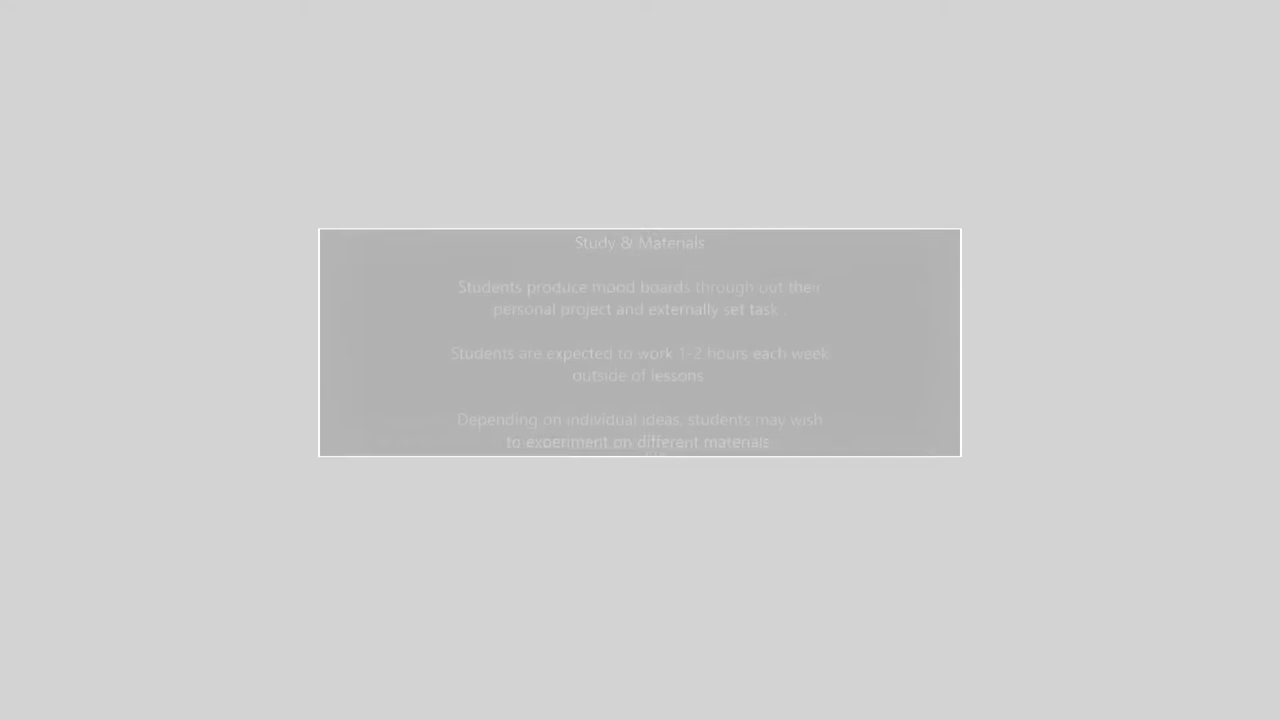 Study & Materials
Students produce mood boards through out their
personal project and externally set task .
Students are expected to work 1-2 hours each week
outside of lessons
Depending on individual ideas, students may wish
to experiment on different materials